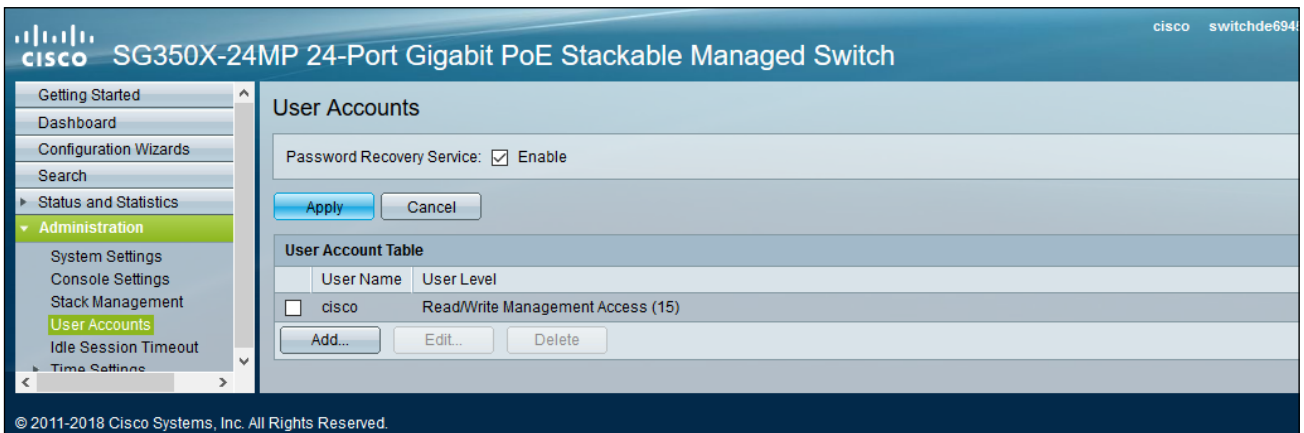 cisco switchde694
CISCO SG350X-24MP 24-Port Gigabit PoE Stackable Managed Switch
Getting Started
Dashboard
Configuration Wizards
Search
Status and Statistics
Administration
System Settings
Console Settings
Stack Management
User Accounts
Idle Session Timeout
Time Settings
User Accounts
Password Recovery Service: Enable
Apply Cancel
User Account Table
User Name User Level
cisco Read/Write Management Access (15)
Add... Edit... Delete
© 2011-2018 Cisco Systems, Inc. All Rights Reserved.